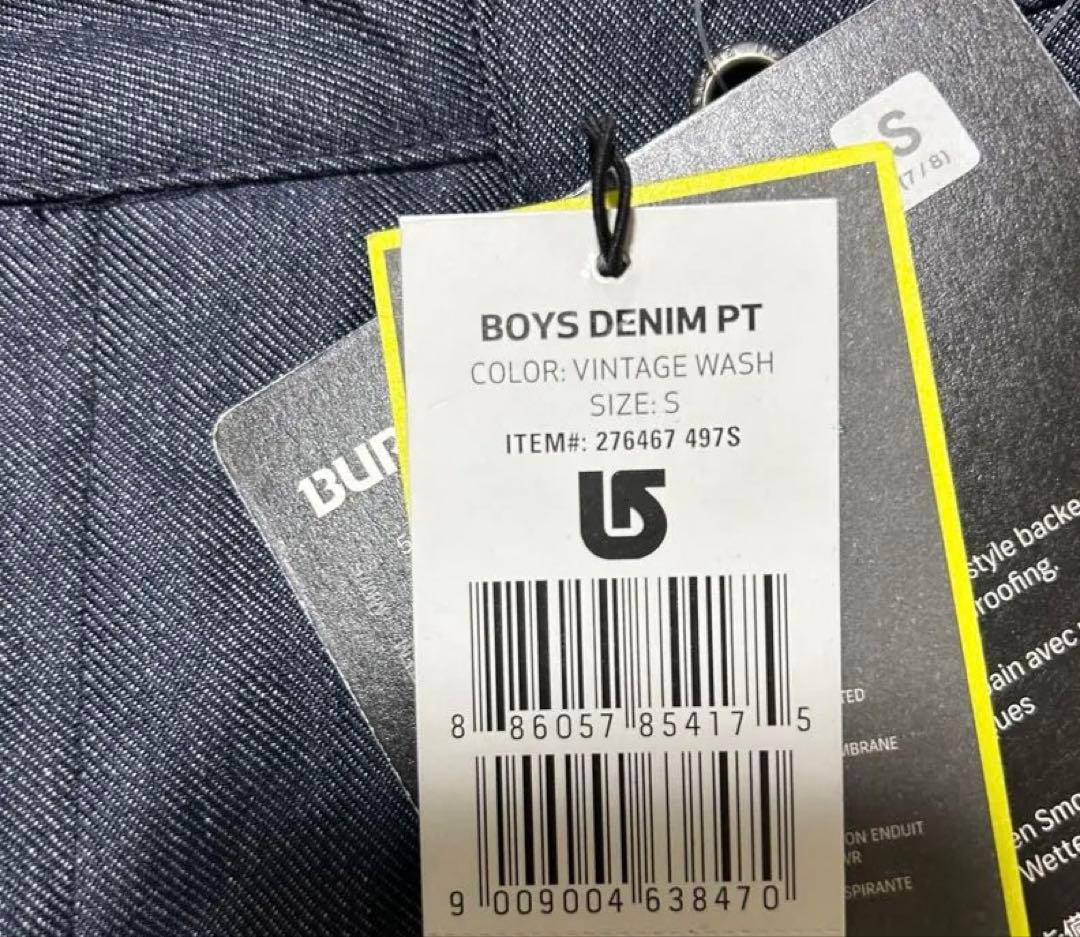 S
(7/8)
BOYS DENIM PT
COLOR: VINTAGE WASH
SIZE: S
ITEM#: 276467 497S
BUR
8 86057 85417 5
9 009004 638470
style backe
roofing.
ain avec
ues
TED
MBRANE
ON ENDUIT
WR
SPIRANTE
en Smo
Wette